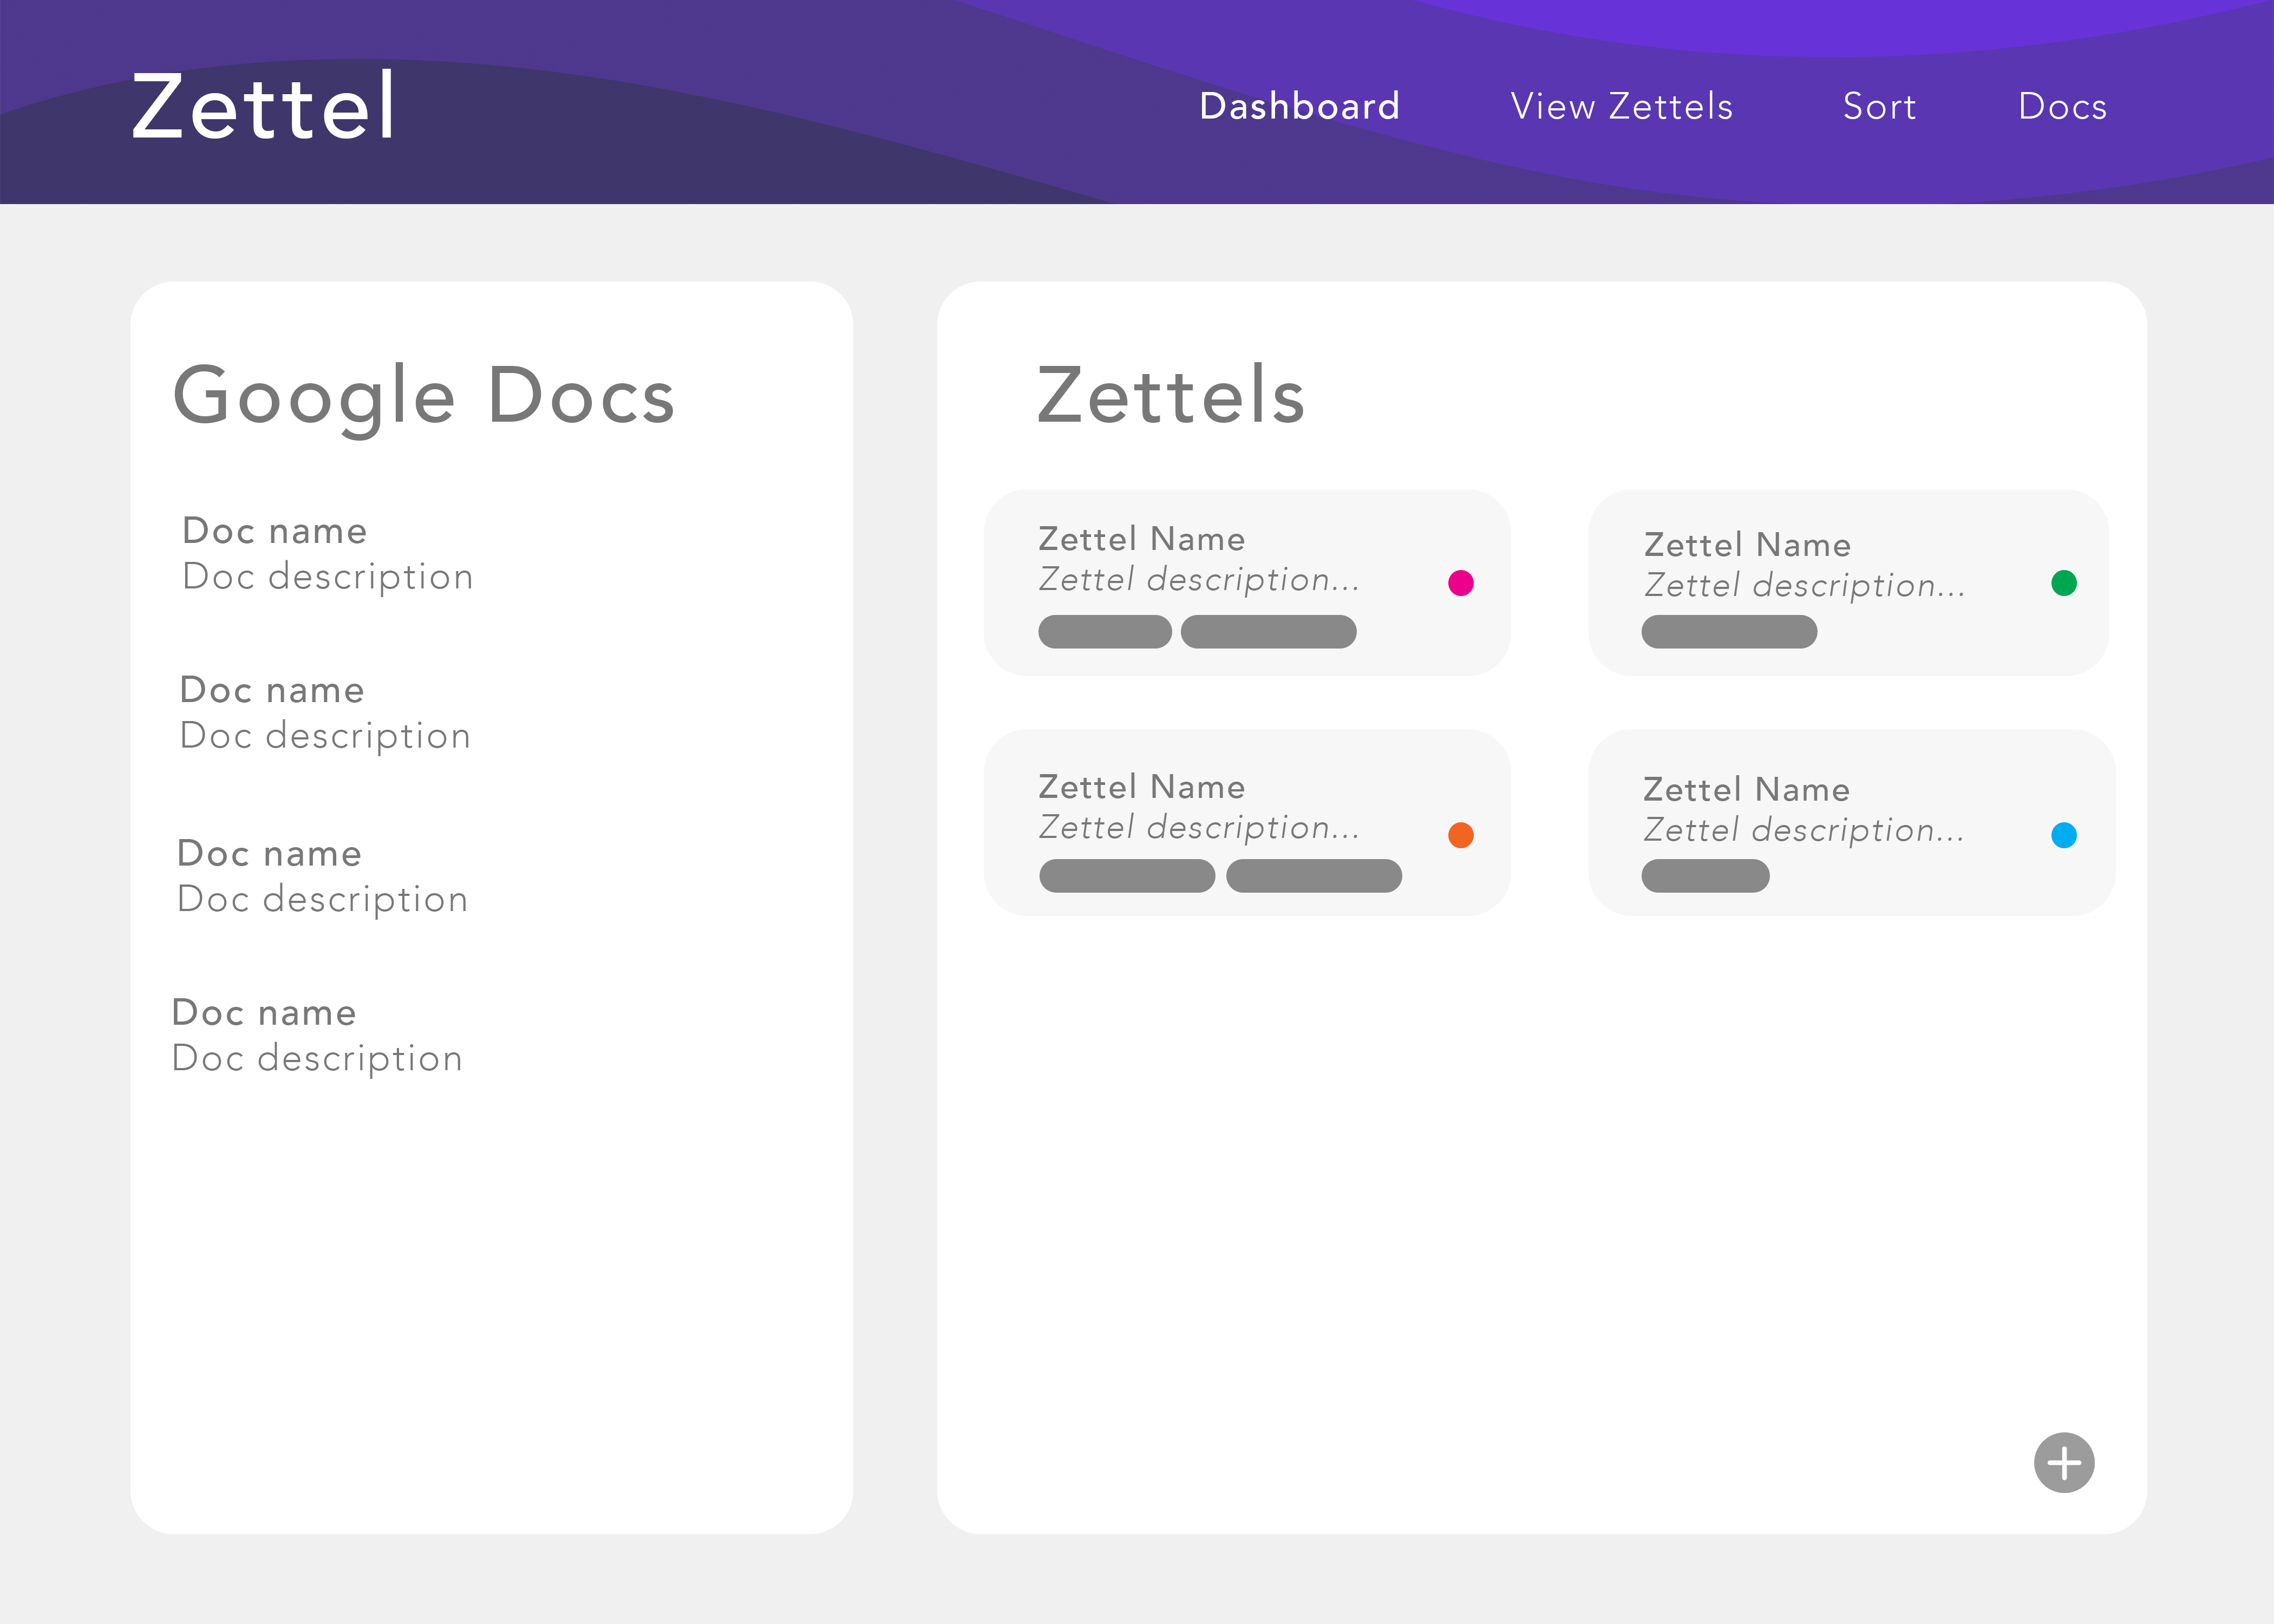 Zettel
Dashboard
View Zettels
Sort
Docs
Google Docs
Doc name
Doc description
Doc name
Doc description
Doc name
Doc description
Doc name
Doc description
Zettels
Zettel Name
Zettel description...
Zettel Name
Zettel description...
Zettel Name
Zettel description...
Zettel Name
Zettel description...